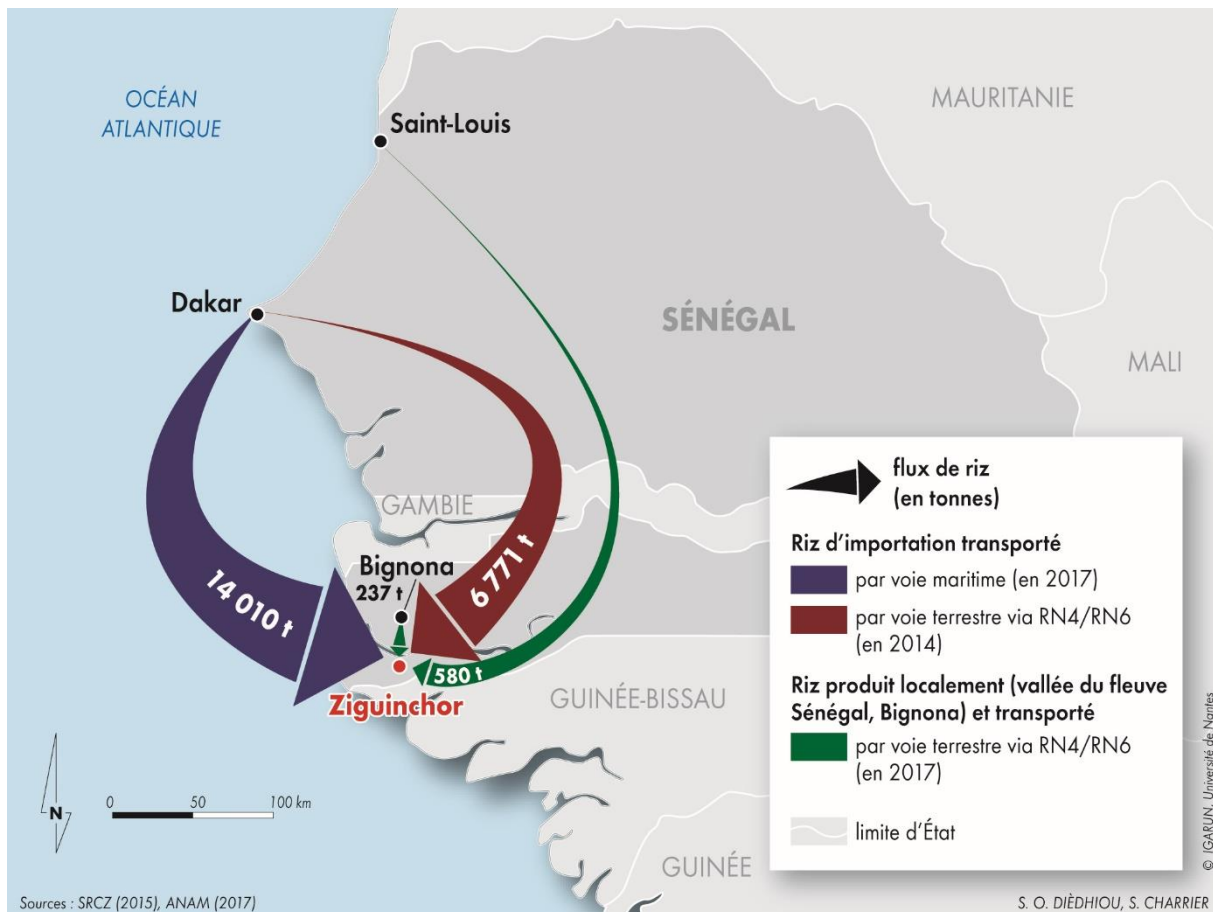 OCÉAN
ATLANTIQUE
MAURITANIE
Saint-Louis
Dakar
SÉNÉGAL
MALI
GAMBIE
Bignona
237 t
6 771 t
14 010 t
580 t
Ziguinchor
GUINÉE-BISSAU
GUINÉE
flux de riz
(en tonnes)
Riz d'importation transporté
par voie maritime (en 2017)
par voie terrestre via RN4/RN6
(en 2014)
Riz produit localement (vallée du fleuve
Sénégal, Bignona) et transporté
par voie terrestre via RN4/RN6
(en 2017)
limite d'État
N
0 50 100 km
Sources : SRCZ (2015), ANAM (2017)
S. O. DIÈDHIOU, S. CHARRIER
© IGARUN, Université de Nantes